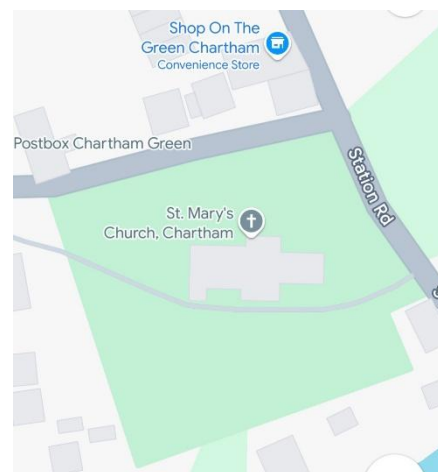 Shop On The
Green Chartham
Convenience Store
Postbox Chartham Green
Station Rd
St. Mary's
Church, Chartham